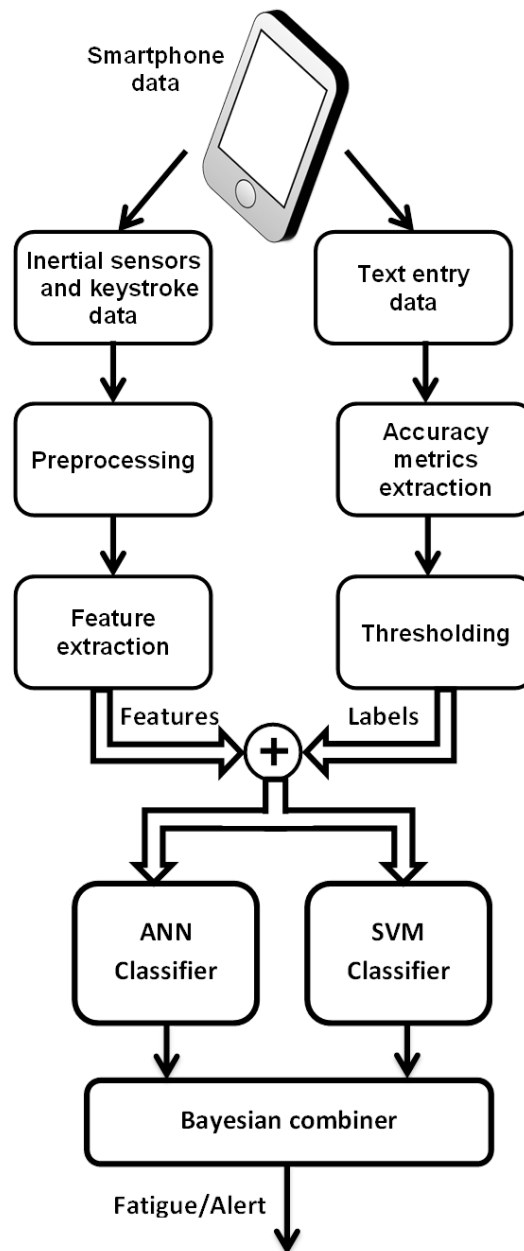 Smartphone
data
Inertial sensors
and keystroke
data
Text entry
data
Preprocessing
Accuracy
metrics
extraction
Feature
extraction
Thresholding
Features
Labels
+
ANN
Classifier
SVM
Classifier
Bayesian combiner
Fatigue/Alert